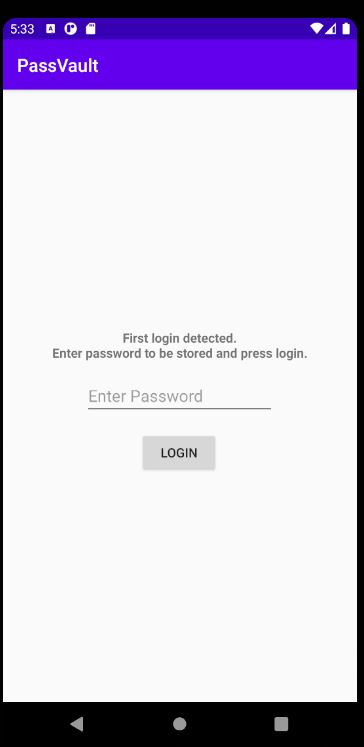 5:33
PassVault
First login detected.
Enter password to be stored and press login.
Enter Password
LOGIN